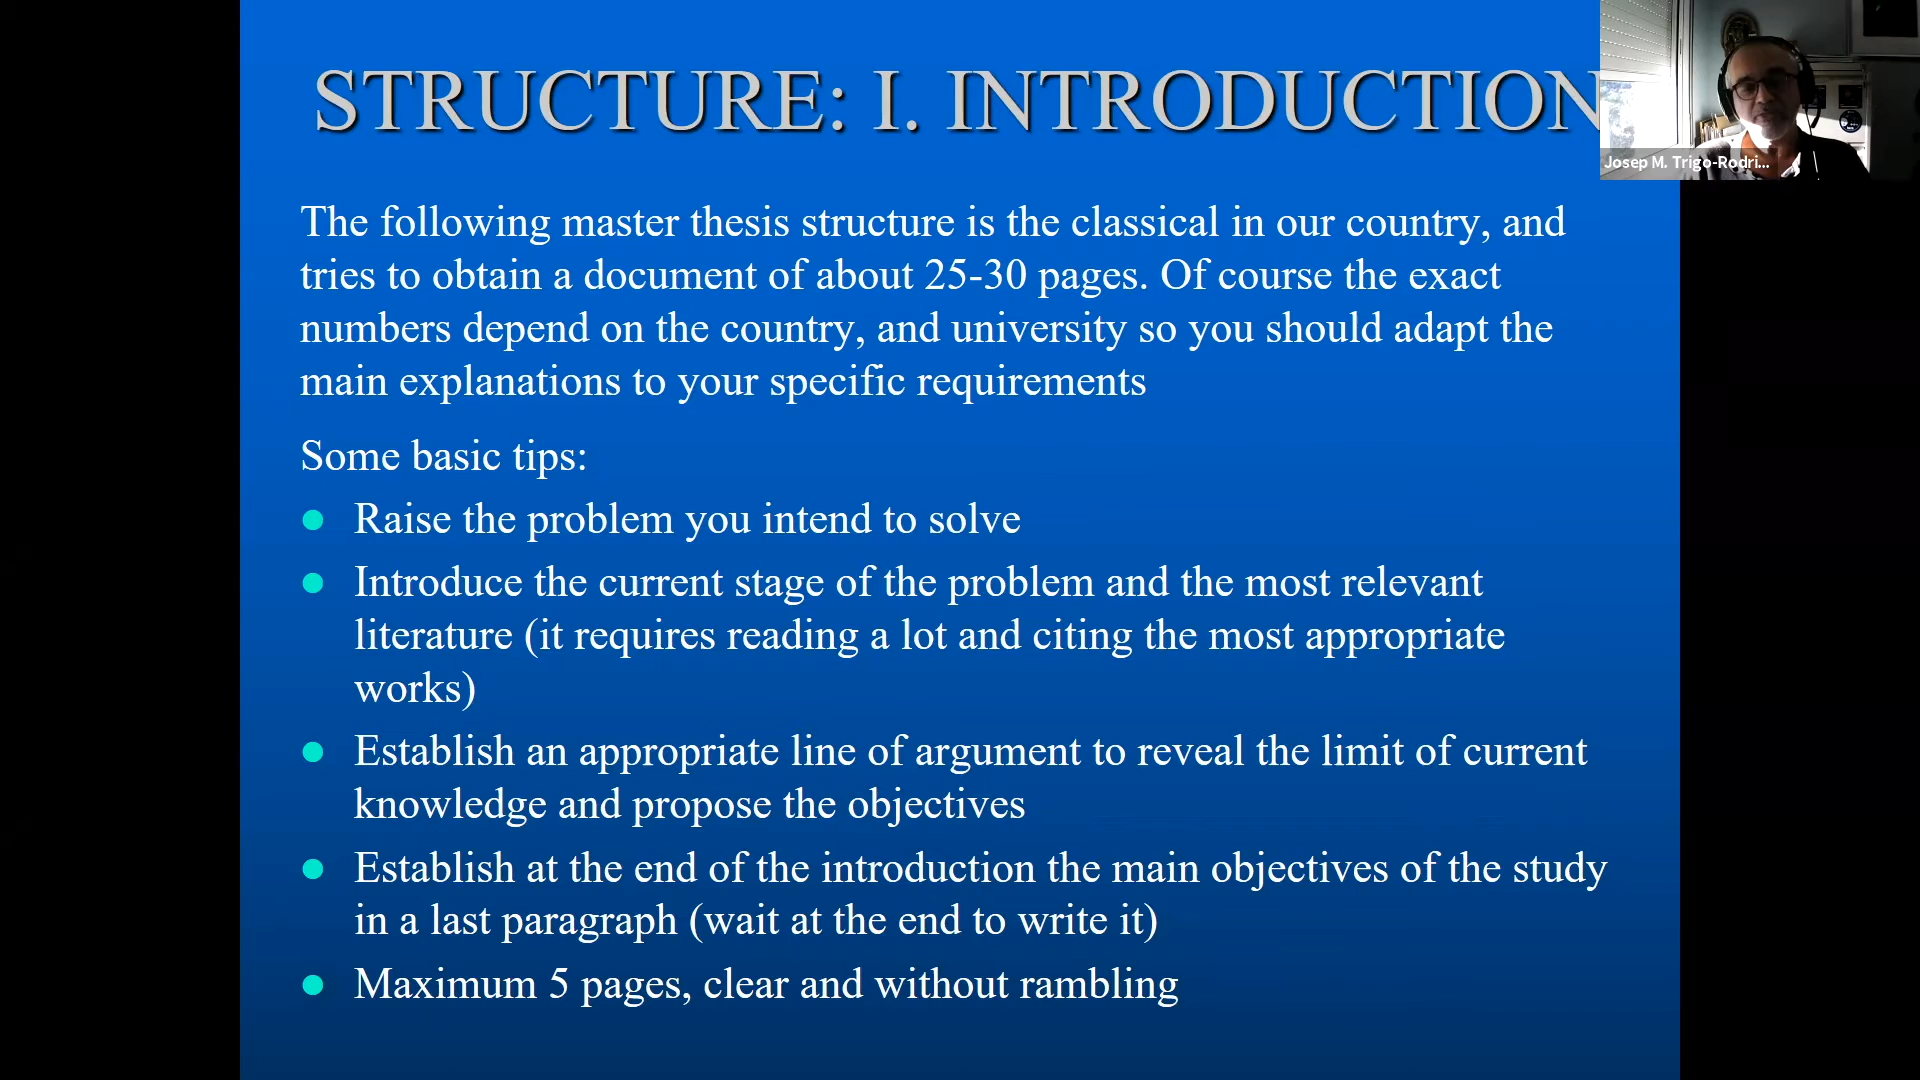 STRUCTURE: I. INTRODUCTION
Josep M. Trigo-Rodri...
The following master thesis structure is the classical in our country, and
tries to obtain a document of about 25-30 pages. Of course the exact
numbers depend on the country, and university so you should adapt the
main explanations to your specific requirements
Some basic tips:
Raise the problem you intend to solve
Introduce the current stage of the problem and the most relevant
literature (it requires reading a lot and citing the most appropriate
works)
Establish an appropriate line of argument to reveal the limit of current
knowledge and propose the objectives
Establish at the end of the introduction the main objectives of the study
in a last paragraph (wait at the end to write it)
Maximum 5 pages, clear and without rambling